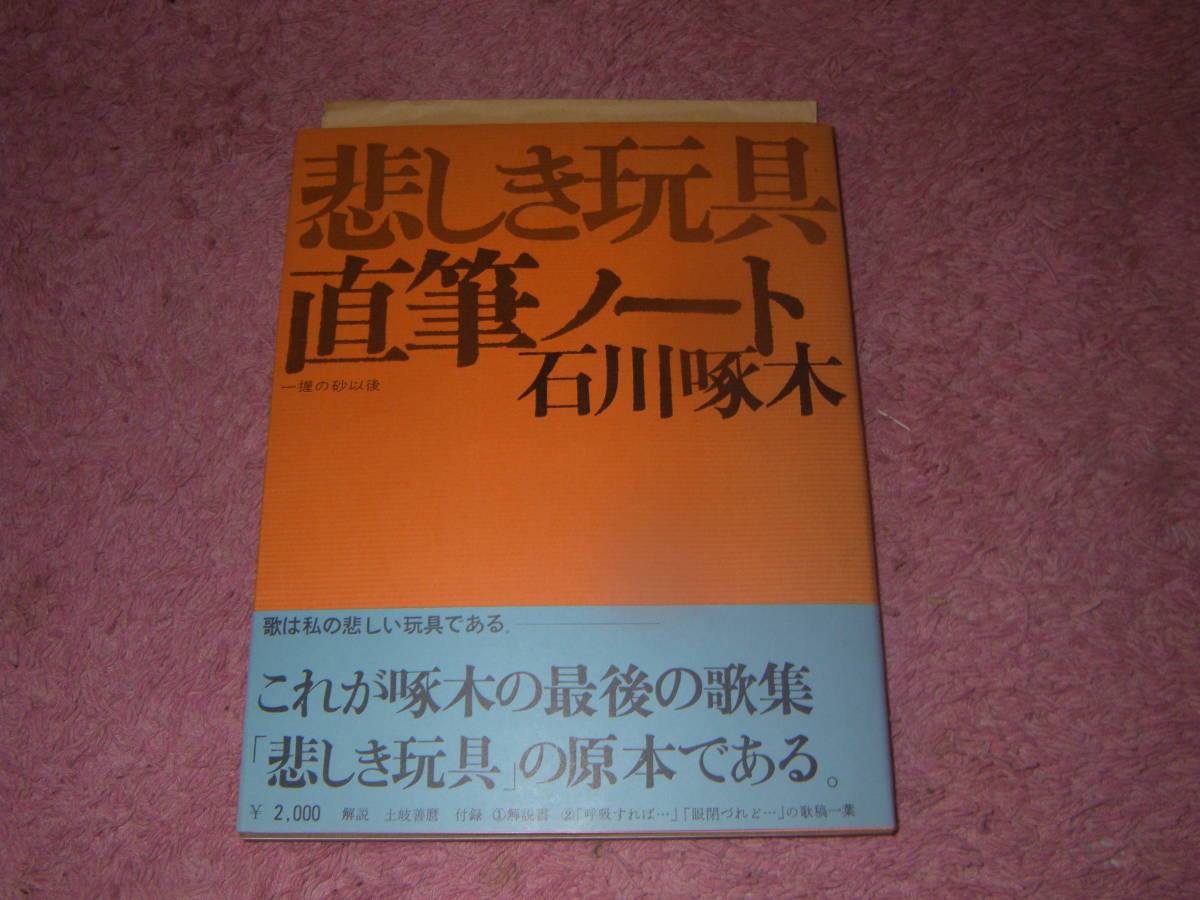 悲しき玩具
直筆ノート
石川啄木
一握の砂以後
歌は私の悲しい玩具である。
これが啄木の最後の歌集
「悲しき玩具」の原本である。
¥ 2,000 解説 土岐善麿 付録 ①解説書 ②「呼吸すれば…」「眼閉づれど…」の歌稿一葉